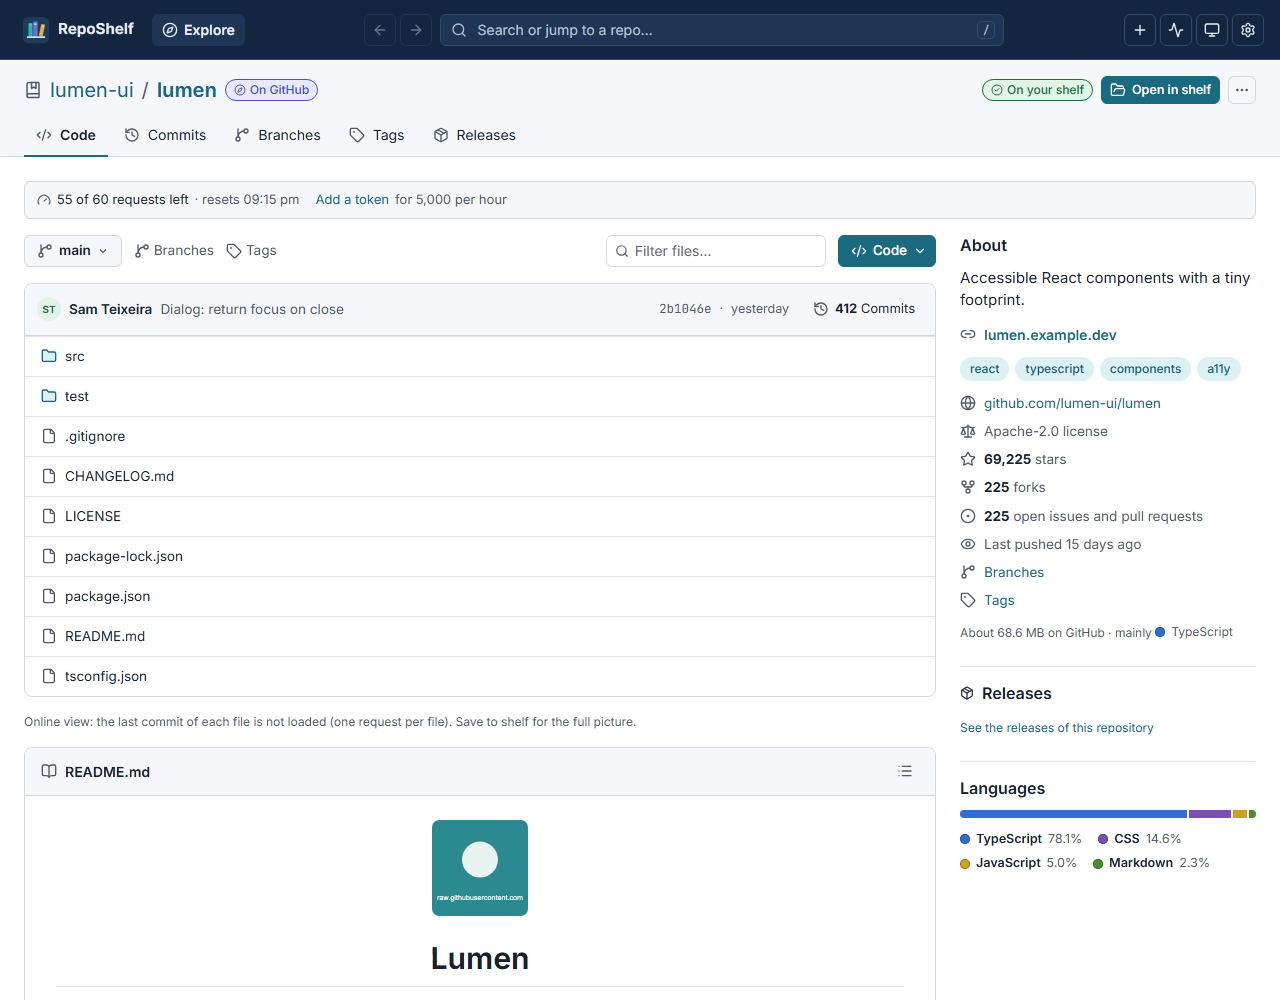 RepoShelf
Explore
Search or jump to a repo...
/
lumen-ui / lumen
On GitHub
On your shelf
Open in shelf
Code
Commits
Branches
Tags
Releases
55 of 60 requests left · resets 09:15 pm Add a token for 5,000 per hour
main
Branches
Tags
Filter files...
Code
ST Sam Teixeira Dialog: return focus on close 2b1046e · yesterday 412 Commits
src
test
.gitignore
CHANGELOG.md
LICENSE
package-lock.json
package.json
README.md
tsconfig.json
Online view: the last commit of each file is not loaded (one request per file). Save to shelf for the full picture.
README.md
raw.githubusercontent.com
Lumen
About
Accessible React components with a tiny
footprint.
lumen.example.dev
react typescript components a11y
github.com/lumen-ui/lumen
Apache-2.0 license
69,225 stars
225 forks
225 open issues and pull requests
Last pushed 15 days ago
Branches
Tags
About 68.6 MB on GitHub · mainly TypeScript
Releases
See the releases of this repository
Languages
TypeScript 78.1% CSS 14.6%
JavaScript 5.0% Markdown 2.3%